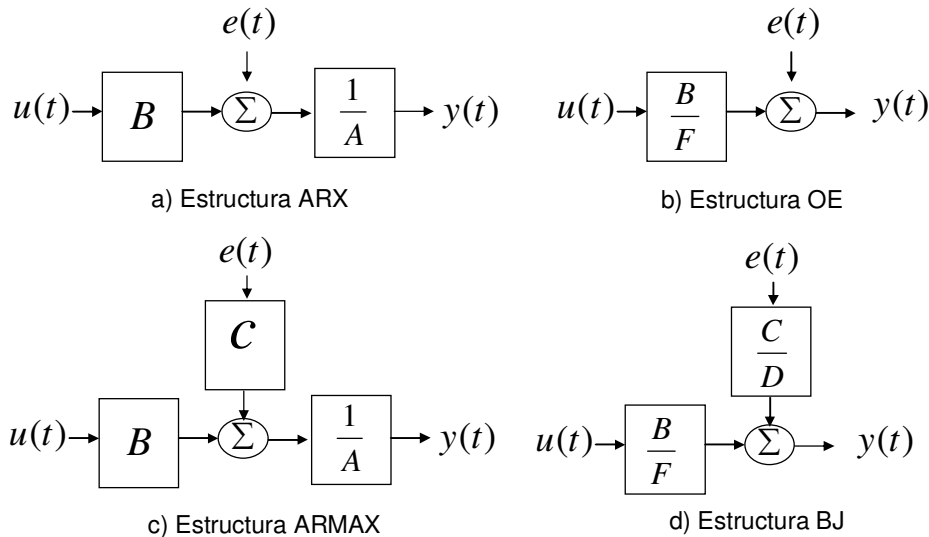 e(t)
u(t) B Σ 1/A y(t)
a) Estructura ARX
e(t)
u(t) B/F Σ y(t)
b) Estructura OE
e(t)
C
u(t) B Σ 1/A y(t)
c) Estructura ARMAX
e(t)
C/D
u(t) B/F Σ y(t)
d) Estructura BJ